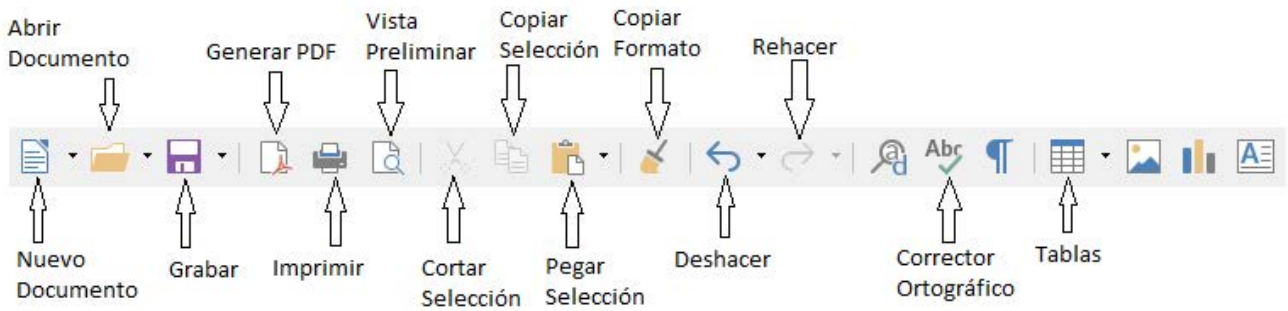 Abrir
Documento
Generar PDF
Vista
Preliminar
Copiar
Selección
Copiar
Formato
Rehacer
Abc
A
Nuevo
Documento
Grabar
Imprimir
Cortar
Selección
Pegar
Selección
Deshacer
Corrector
Ortográfico
Tablas